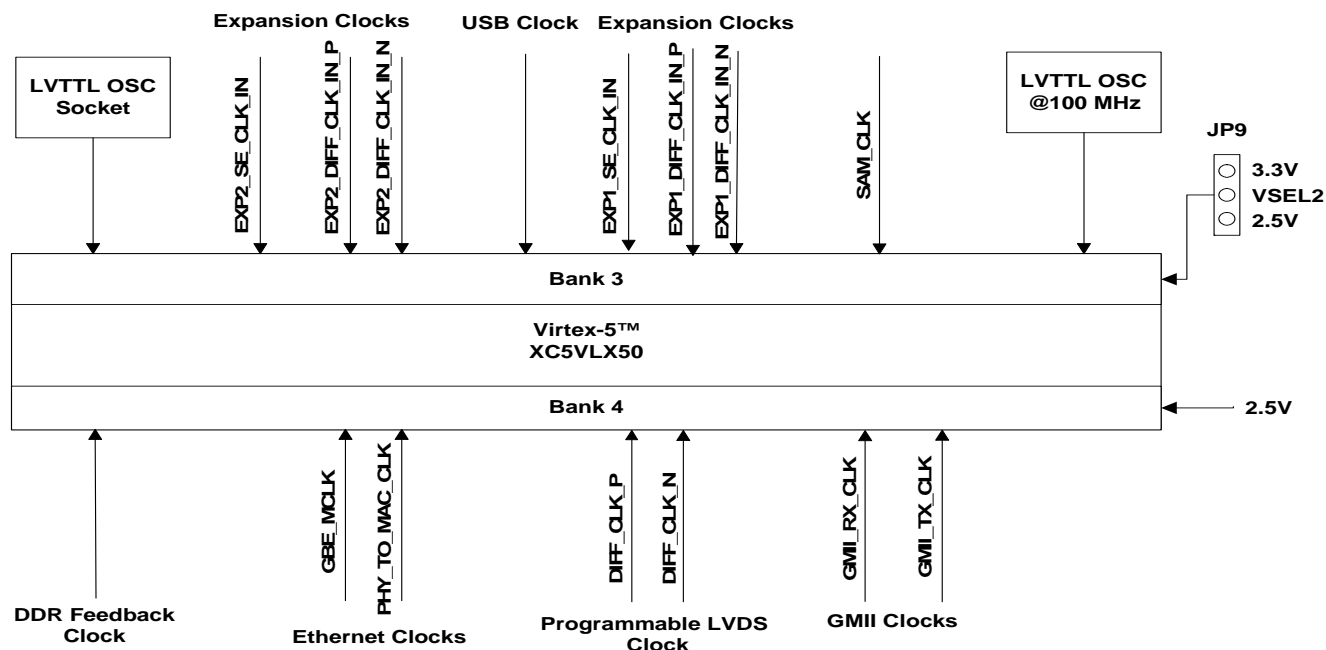 Expansion Clocks
USB Clock
Expansion Clocks
LVTTL OSC
Socket
EXP2_SE_CLK_IN
EXP2_DIFF_CLK_IN_P
EXP2_DIFF_CLK_IN_N
EXP1_SE_CLK_IN
EXP1_DIFF_CLK_IN_P
EXP1_DIFF_CLK_IN_N
SAM_CLK
LVTTL OSC
@100 MHz
JP9
3.3V
VSEL2
2.5V
Bank 3
Virtex-5™
XC5VLX50
Bank 4
2.5V
GBE_MCLK
PHY_TO_MAC_CLK
DIFF_CLK_P
DIFF_CLK_N
GMII_RX_CLK
GMII_TX_CLK
DDR Feedback
Clock
Ethernet Clocks
Programmable LVDS
Clock
GMII Clocks